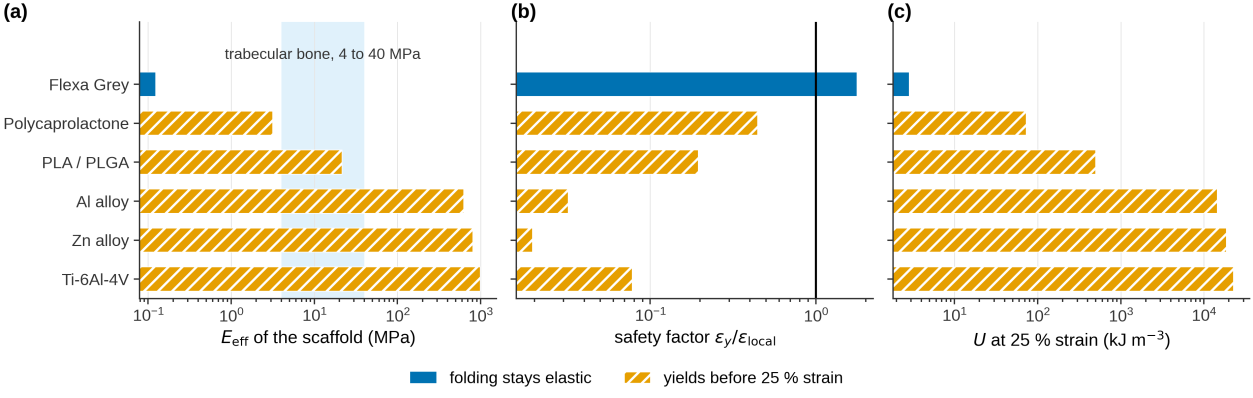 (a)
(b)
(c)
trabecular bone, 4 to 40 MPa
Flexa Grey
Polycaprolactone
PLA / PLGA
Al alloy
Zn alloy
Ti-6Al-4V
10⁻¹ 10⁰ 10¹ 10² 10³
10⁻¹ 10⁰
10¹ 10² 10³ 10⁴
E_eff of the scaffold (MPa)
safety factor ε_y/ε_local
U at 25 % strain (kJ m⁻³)
folding stays elastic
yields before 25 % strain